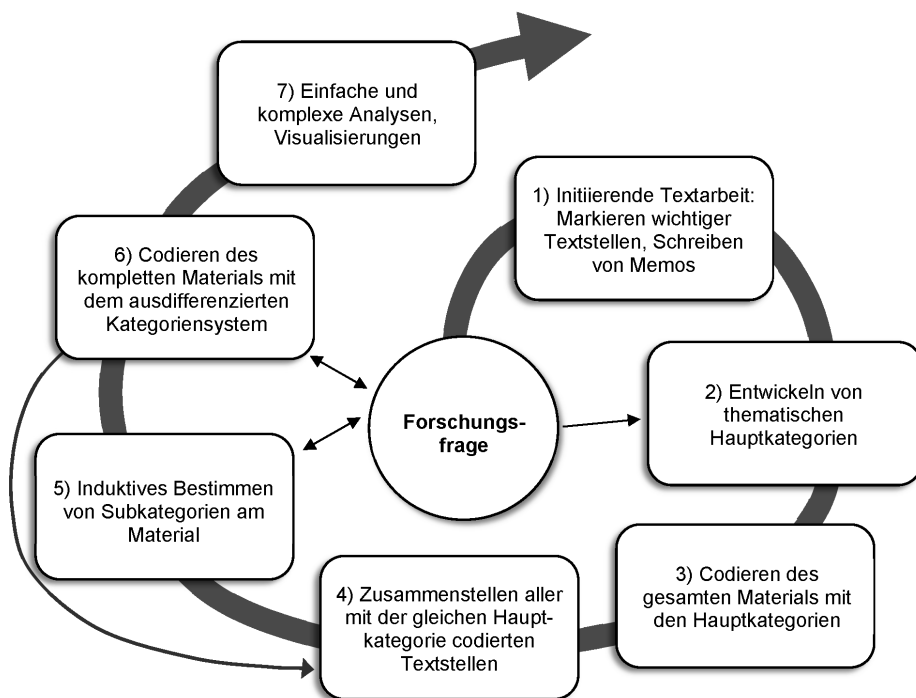 7) Einfache und
komplexe Analysen,
Visualisierungen
1) Initiierende Textarbeit:
Markieren wichtiger
Textstellen, Schreiben
von Memos
6) Codieren des
kompletten Materials mit
dem ausdifferenzierten
Kategoriensystem
Forschungs-
frage
2) Entwickeln von
thematischen
Hauptkategorien
5) Induktives Bestimmen
von Subkategorien am
Material
4) Zusammenstellen aller
mit der gleichen Haupt-
kategorie codierten
Textstellen
3) Codieren des
gesamten Materials mit
den Hauptkategorien